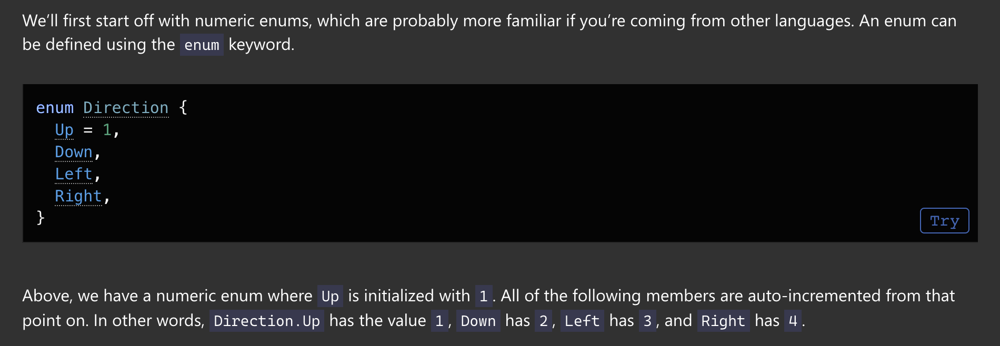 We’ll first start off with numeric enums, which are probably more familiar if you’re coming from other languages. An enum can
be defined using the enum keyword.
enum Direction {
  Up = 1,
  Down,
  Left,
  Right,
}
Try
Above, we have a numeric enum where Up is initialized with 1. All of the following members are auto-incremented from that
point on. In other words, Direction.Up has the value 1, Down has 2, Left has 3, and Right has 4.